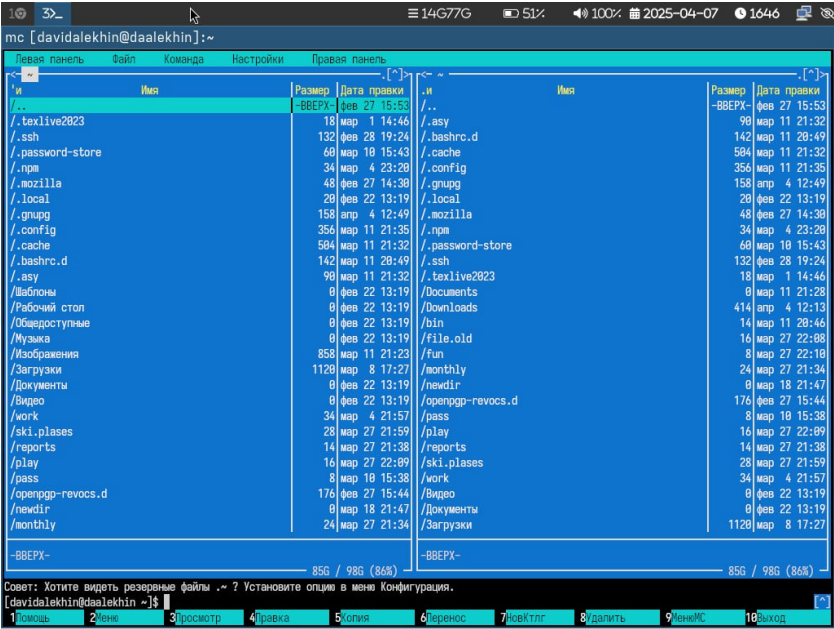 1 3>_ 14G77G 51% 100% 2025-04-07 1646
mc [davidalekhin@daalekhin]:~
Левая панель Файл Команда Настройки Правая панель
<- ~ .[^]> <- ~ .[^]>
'и Имя Размер Дата правки .и Имя Размер Дата правки
/.. -ВВЕРХ- фев 27 15:53 /.. -ВВЕРХ- фев 27 15:53
/.texlive2023 18 мар 1 14:46 /.asy 90 мар 11 21:32
/.ssh 132 фев 28 19:24 /.bashrc.d 142 мар 11 20:49
/.password-store 60 мар 10 15:43 /.cache 504 мар 11 21:32
/.npm 34 мар 4 23:20 /.config 356 мар 11 21:35
/.mozilla 48 фев 27 14:30 /.gnupg 158 апр 4 12:49
/.local 20 фев 22 13:19 /.local 20 фев 22 13:19
/.gnupg 158 апр 4 12:49 /.mozilla 48 фев 27 14:30
/.config 356 мар 11 21:35 /.npm 34 мар 4 23:20
/.cache 504 мар 11 21:32 /.password-store 60 мар 10 15:43
/.bashrc.d 142 мар 11 20:49 /.ssh 132 фев 28 19:24
/.asy 90 мар 11 21:32 /.texlive2023 18 мар 1 14:46
/Шаблоны 0 фев 22 13:19 /Documents 0 мар 11 21:28
/Рабочий стол 0 фев 22 13:19 /Downloads 414 апр 4 12:13
/Общедоступные 0 фев 22 13:19 /bin 14 мар 11 20:46
/Музыка 0 фев 22 13:19 /file.old 16 мар 27 22:08
/Изображения 858 мар 11 21:23 /fun 8 мар 27 22:10
/Загрузки 1120 мар 8 17:27 /monthly 24 мар 27 21:34
/Документы 0 фев 22 13:19 /newdir 0 мар 18 21:47
/Видео 0 фев 22 13:19 /openpgp-revocs.d 176 фев 27 15:44
/work 34 мар 4 21:57 /pass 8 мар 10 15:38
/ski.plases 28 мар 27 21:59 /play 16 мар 27 22:09
/reports 14 мар 27 21:38 /reports 14 мар 27 21:38
/play 16 мар 27 22:09 /ski.plases 28 мар 27 21:59
/pass 8 мар 10 15:38 /work 34 мар 4 21:57
/openpgp-revocs.d 176 фев 27 15:44 /Видео 0 фев 22 13:19
/newdir 0 мар 18 21:47 /Документы 0 фев 22 13:19
/monthly 24 мар 27 21:34 /Загрузки 1120 мар 8 17:27
-ВВЕРХ- -ВВЕРХ-
85G / 98G (86%) 85G / 98G (86%)
Совет: Хотите видеть резервные файлы .~ ? Установите опцию в меню Конфигурация.
[davidalekhin@daalekhin ~]$ [^]
1Помощь 2Меню 3Просмотр 4Правка 5Копия 6Перенос 7НовКтлг 8Удалить 9МенюМС 10Выход